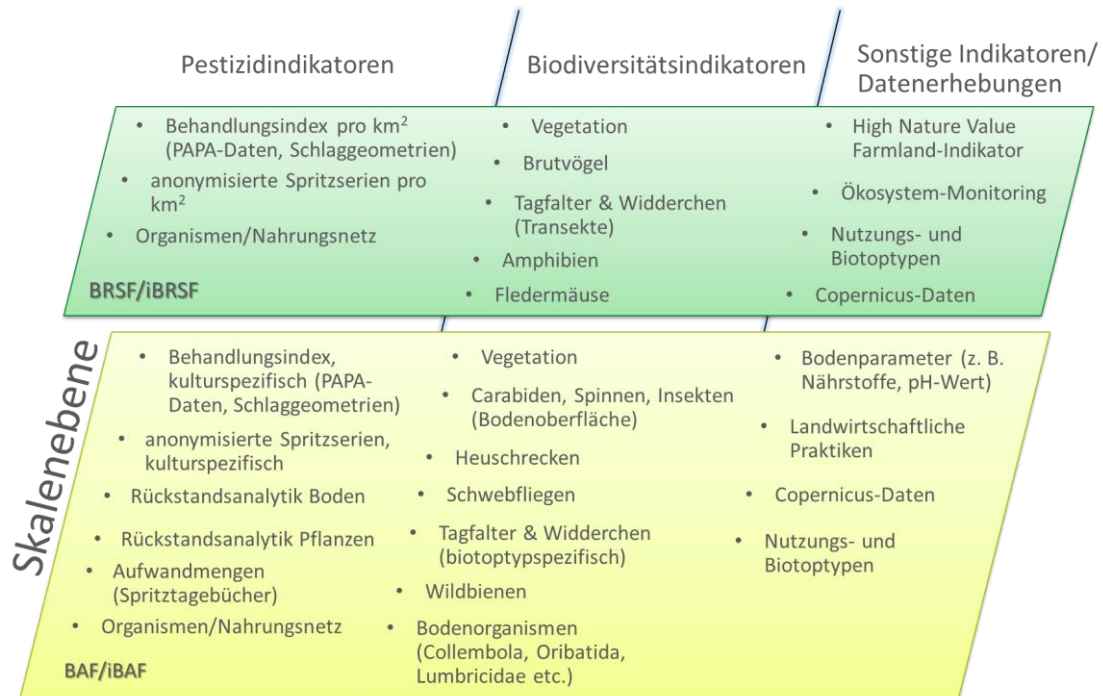 Pestizidindikatoren
Biodiversitätsindikatoren
Sonstige Indikatoren/
Datenerhebungen
• Behandlungsindex pro km²
(PAPA-Daten, Schlaggeometrien)
• anonymisierte Spritzserien pro
km²
• Organismen/Nahrungsnetz
BRSF/iBRSF
• Vegetation
• Brutvögel
• Tagfalter & Widderchen
(Transekte)
• Amphibien
• Fledermäuse
• High Nature Value
Farmland-Indikator
• Ökosystem-Monitoring
• Nutzungs- und
Biotoptypen
• Copernicus-Daten
Skalenebene
• Behandlungsindex,
kulturspezifisch (PAPA-
Daten, Schlaggeometrien)
• anonymisierte Spritzserien,
kulturspezifisch
• Rückstandsanalytik Boden
• Rückstandsanalytik Pflanzen
• Aufwandmengen
(Spritztagebücher)
• Organismen/Nahrungsnetz
BAF/iBAF
• Vegetation
• Carabiden, Spinnen, Insekten
(Bodenoberfläche)
• Heuschrecken
• Schwebfliegen
• Tagfalter & Widderchen
(biotoptypspezifisch)
• Wildbienen
• Bodenorganismen
(Collembola, Oribatida,
Lumbricidae etc.)
• Bodenparameter (z. B.
Nährstoffe, pH-Wert)
• Landwirtschaftliche
Praktiken
• Copernicus-Daten
• Nutzungs- und
Biotoptypen